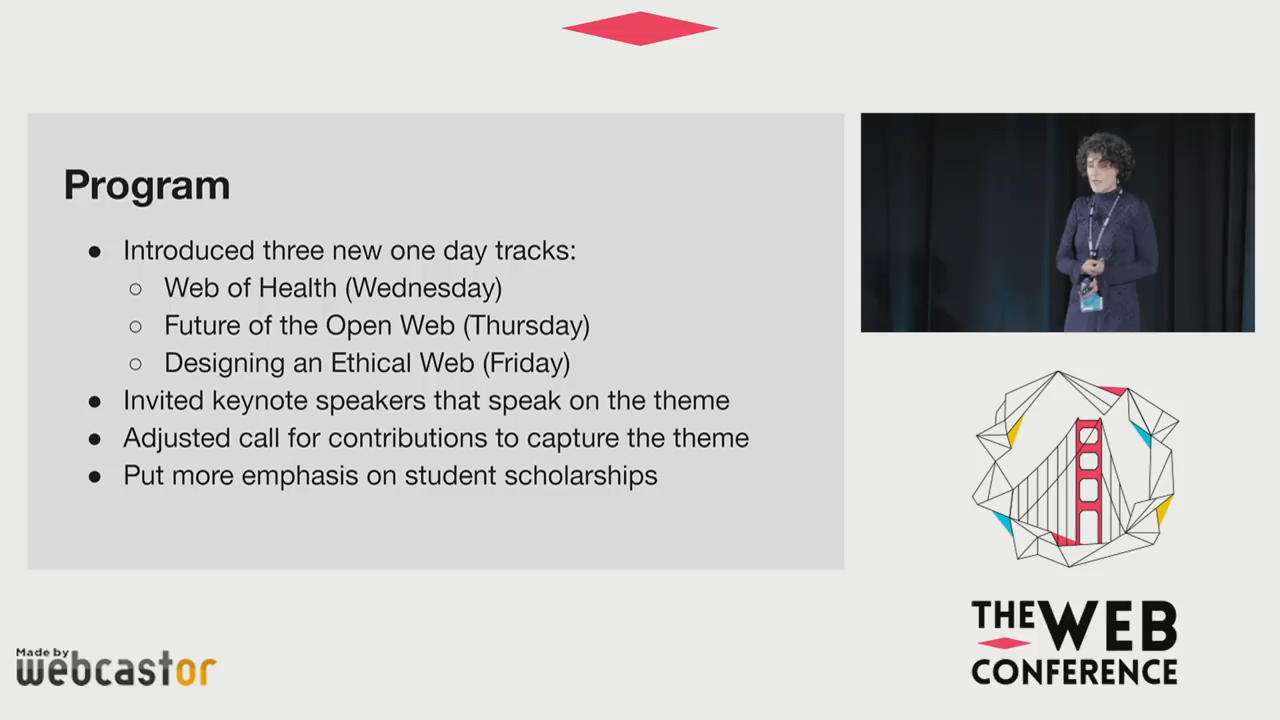 Program
● Introduced three new one day tracks:
○ Web of Health (Wednesday)
○ Future of the Open Web (Thursday)
○ Designing an Ethical Web (Friday)
● Invited keynote speakers that speak on the theme
● Adjusted call for contributions to capture the theme
● Put more emphasis on student scholarships
THE WEB
CONFERENCE
Made by
webcastor